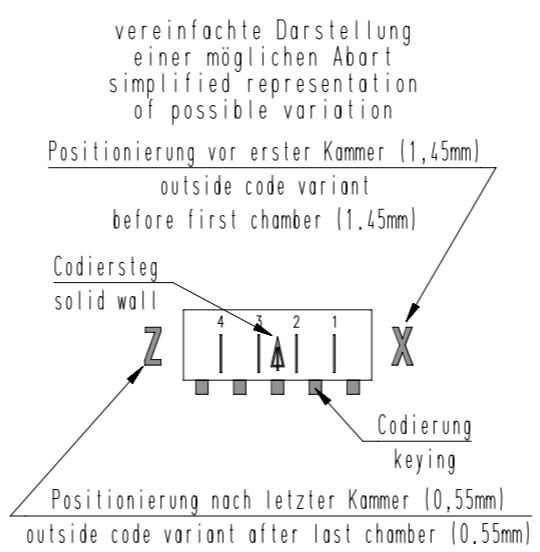 vereinfachte Darstellung
einer möglichen Abart
simplified representation
of possible variation
Positionierung vor erster Kammer (1,45mm)
outside code variant
before first chamber (1,45mm)
Codiersteg
solid wall
4 3 2 1
Z X
Codierung
keying
Positionierung nach letzter Kammer (0,55mm)
outside code variant after last chamber (0,55mm)